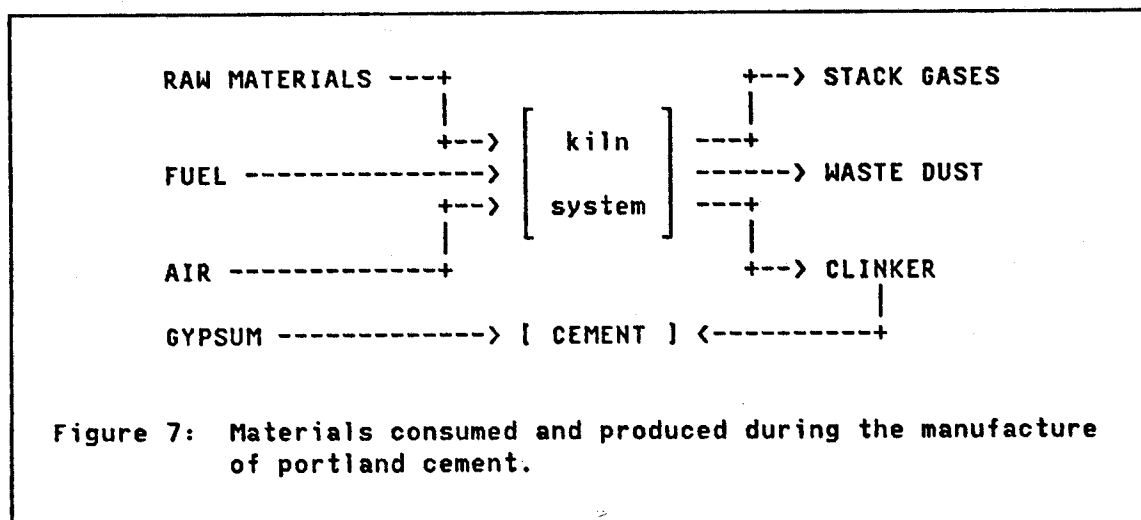 RAW MATERIALS ---+ +--> STACK GASES
| |
+--> [ kiln ] ---+
FUEL ---------------> ------> WASTE DUST
+--> [ system ] ---+
| |
AIR -------------+ +--> CLINKER
|
GYPSUM -------------> [ CEMENT ] <----------+
Figure 7: Materials consumed and produced during the manufacture
of portland cement.